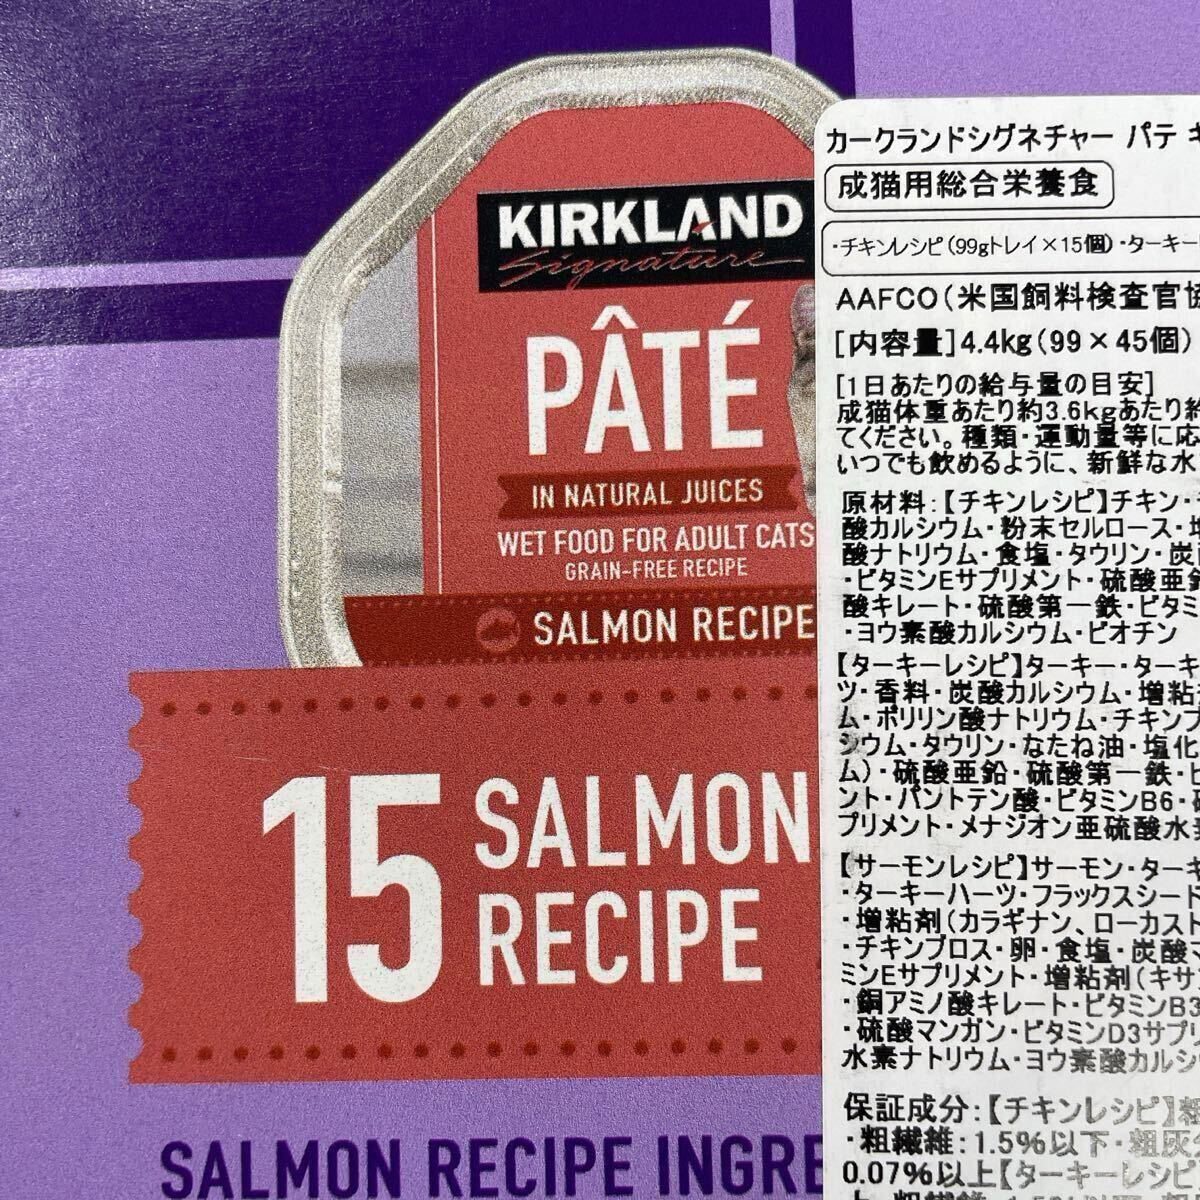 KIRKLAND
Signature
PÂTÉ
IN NATURAL JUICES
WET FOOD FOR ADULT CATS
GRAIN-FREE RECIPE
SALMON RECIPE
15 SALMON
RECIPE
SALMON RECIPE INGRE
カークランドシグネチャー パテ キ
成猫用総合栄養食
・チキンレシピ(99gトレイ×15個)・ターキー
AAFCO(米国飼料検査官協
[内容量]4.4kg(99×45個)
[1日あたりの給与量の目安]
成猫体重あたり約3.6kgあたり約
てください。種類・運動量等に応
いつでも飲めるように、新鮮な水
原材料:【チキンレシピ】チキン・
酸カルシウム・粉末セルロース・増
酸ナトリウム・食塩・タウリン・炭
・ビタミンEサプリメント・硫酸亜鉛
酸キレート・硫酸第一鉄・ビタミ
・ヨウ素酸カルシウム・ビオチン
【ターキーレシピ】ターキー・ターキ
ツ・香料・炭酸カルシウム・増粘
ム・ポリリン酸ナトリウム・チキンブ
シウム・タウリン・なたね油・塩化
ム)・硫酸亜鉛・硫酸第一鉄・ビ
ント・パントテン酸・ビタミンB6・
プリメント・メナジオン亜硫酸水素
【サーモンレシピ】サーモン・ターキ
・ターキーハーツ・フラックスシード
・増粘剤(カラギナン、ローカスト
・チキンブロス・卵・食塩・炭酸マ
ミンEサプリメント・増粘剤(キサン
・銅アミノ酸キレート・ビタミンB3
・硫酸マンガン・ビタミンD3サプリ
水素ナトリウム・ヨウ素酸カルシ
保証成分:【チキンレシピ】粗
・粗繊維:1.5%以下・粗灰分
0.07%以上【ターキーレシピ